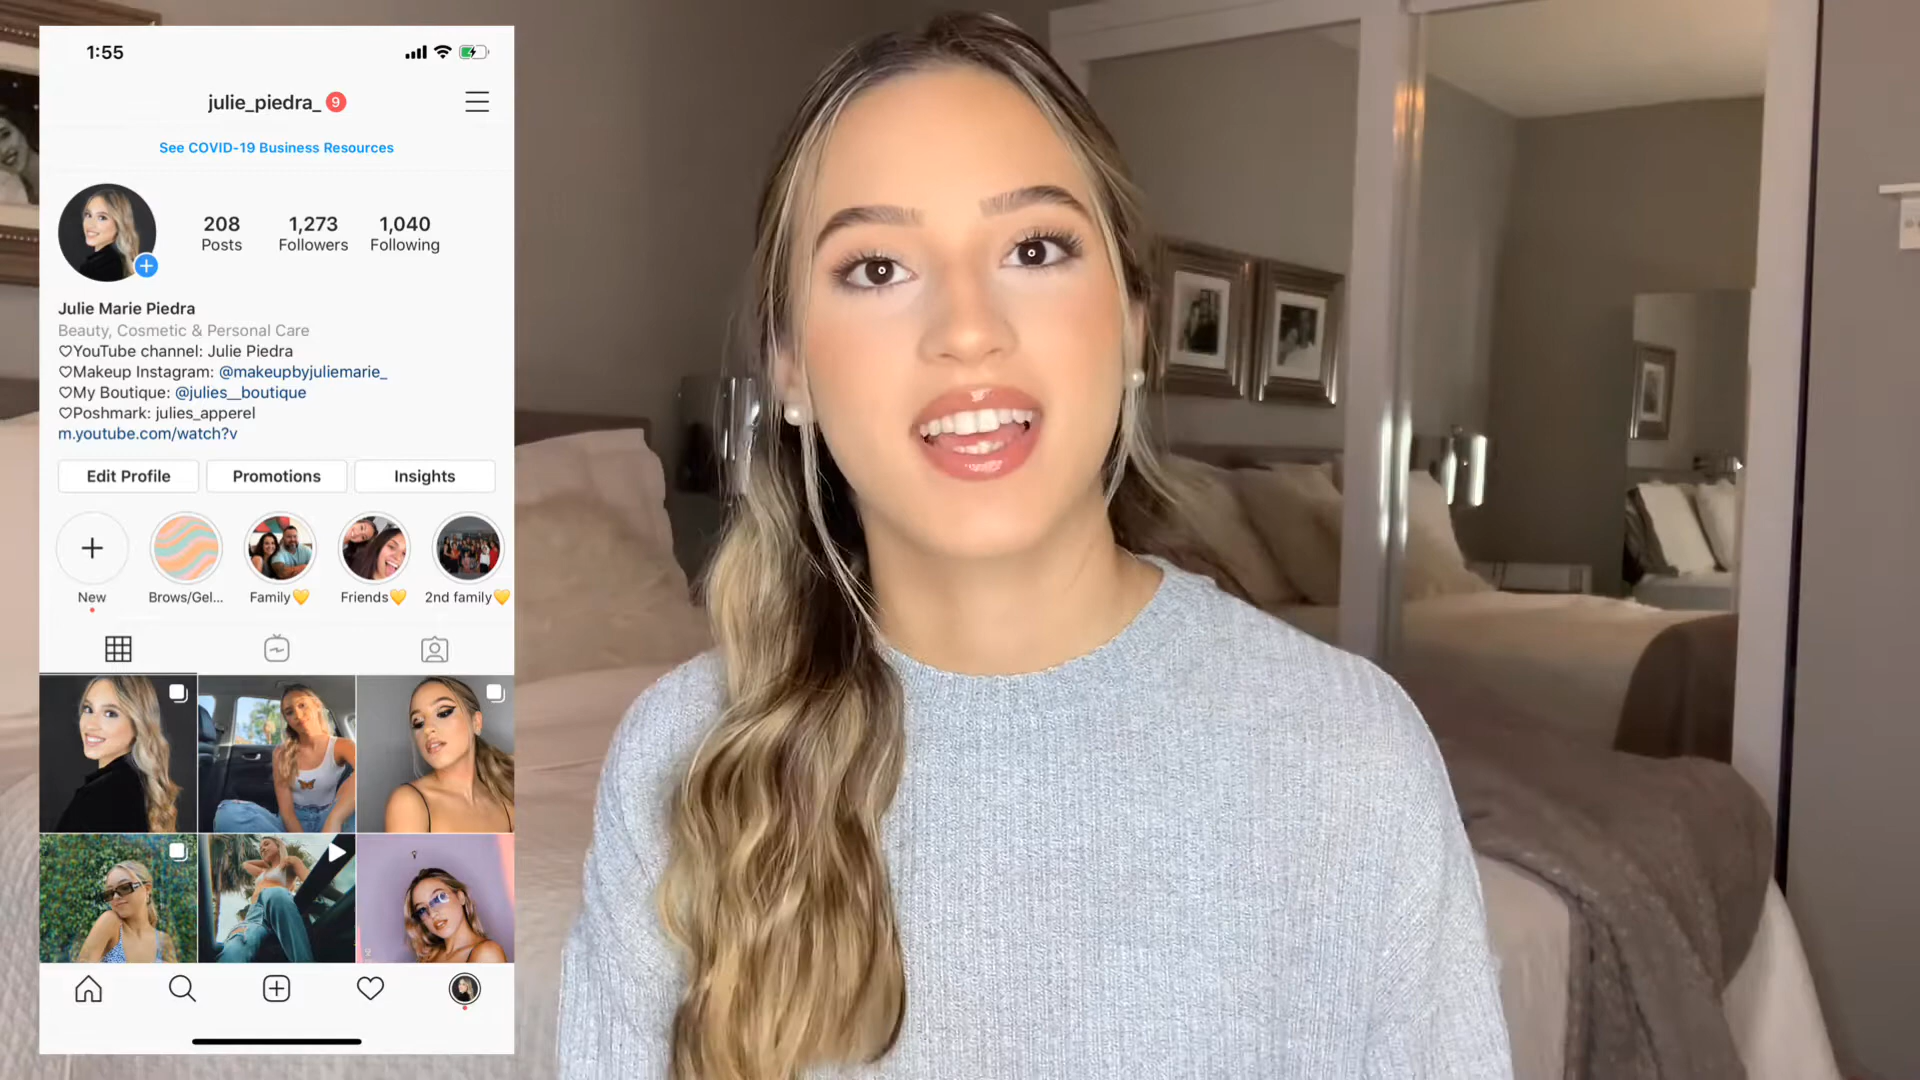 1:55
julie_piedra_ 9
See COVID-19 Business Resources
208 1,273 1,040
Posts Followers Following
Julie Marie Piedra
Beauty, Cosmetic & Personal Care
♡YouTube channel: Julie Piedra
♡Makeup Instagram: @makeupbyjuliemarie_
♡My Boutique: @julies__boutique
♡Poshmark: julies_apperel
m.youtube.com/watch?v
Edit Profile Promotions Insights
New Brows/Gel... Family💛 Friends💛 2nd family💛